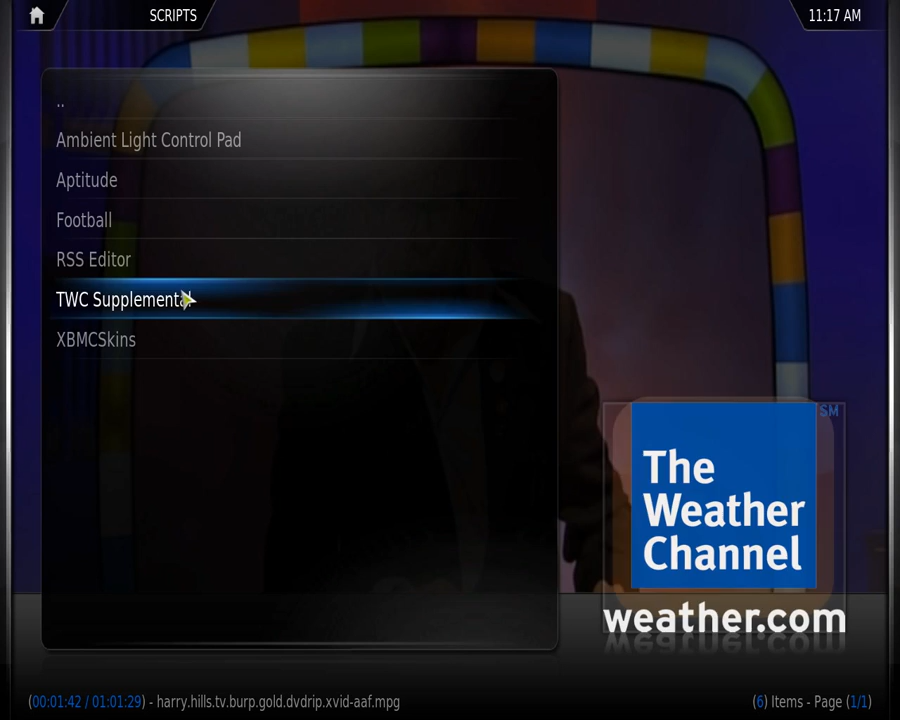 SCRIPTS
11:17 AM
..
Ambient Light Control Pad
Aptitude
Football
RSS Editor
TWC Supplemental
XBMCSkins
SM
The
Weather
Channel
weather.com
(00:01:42 / 01:01:29) - harry.hills.tv.burp.gold.dvdrip.xvid-aaf.mpg
(6) Items - Page (1/1)